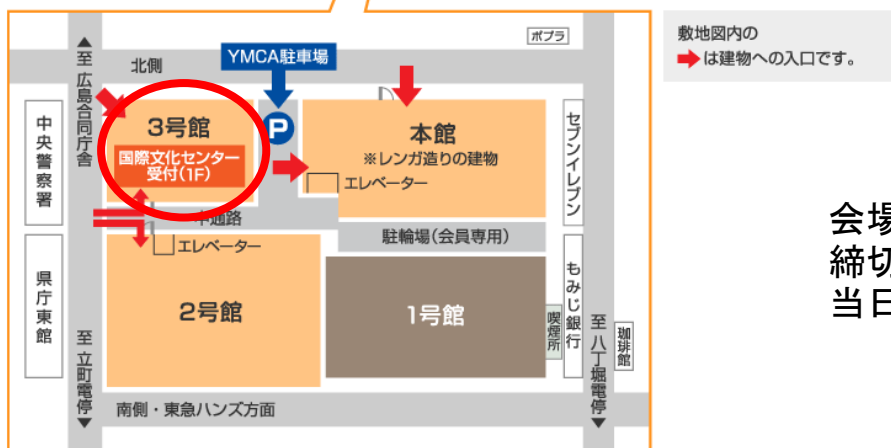 ポプラ
敷地図内の
➡は建物への入口です。
▲至 広島合同庁舎
北側
YMCA駐車場
中央警察署
3号館
国際文化センター
受付(1F)
P
本館
※レンガ造りの建物
エレベーター
セブンイレブン
中通路
エレベーター
駐輪場(会員専用)
県庁東館
2号館
1号館
喫煙所
もみじ銀行
珈琲館
至 立町電停▼
至 八丁堀電停▼
南側・東急ハンズ方面
会場
締切
当日